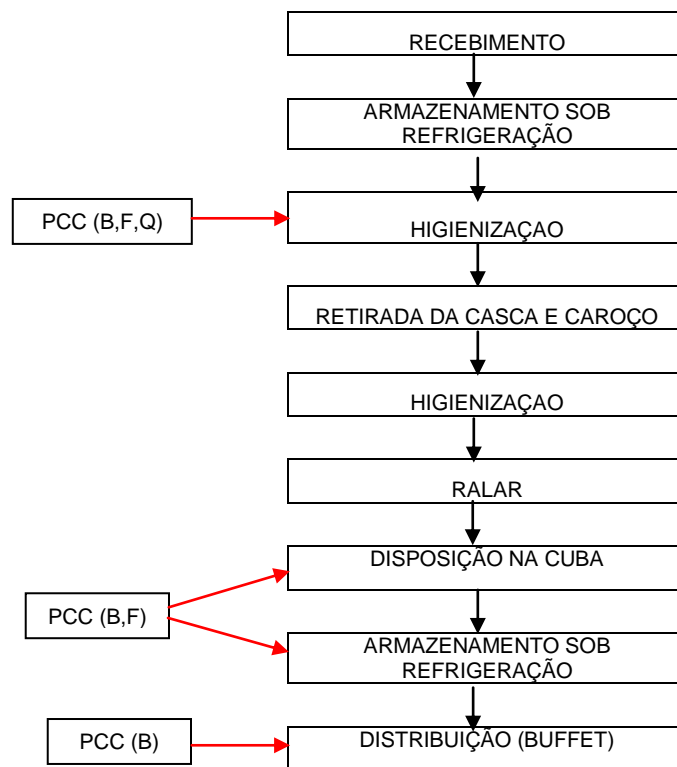 RECEBIMENTO
ARMAZENAMENTO SOB
REFRIGERAÇÃO
PCC (B,F,Q)
HIGIENIZAÇAO
RETIRADA DA CASCA E CAROÇO
HIGIENIZAÇAO
RALAR
DISPOSIÇÃO NA CUBA
PCC (B,F)
ARMAZENAMENTO SOB
REFRIGERAÇÃO
PCC (B)
DISTRIBUIÇÃO (BUFFET)